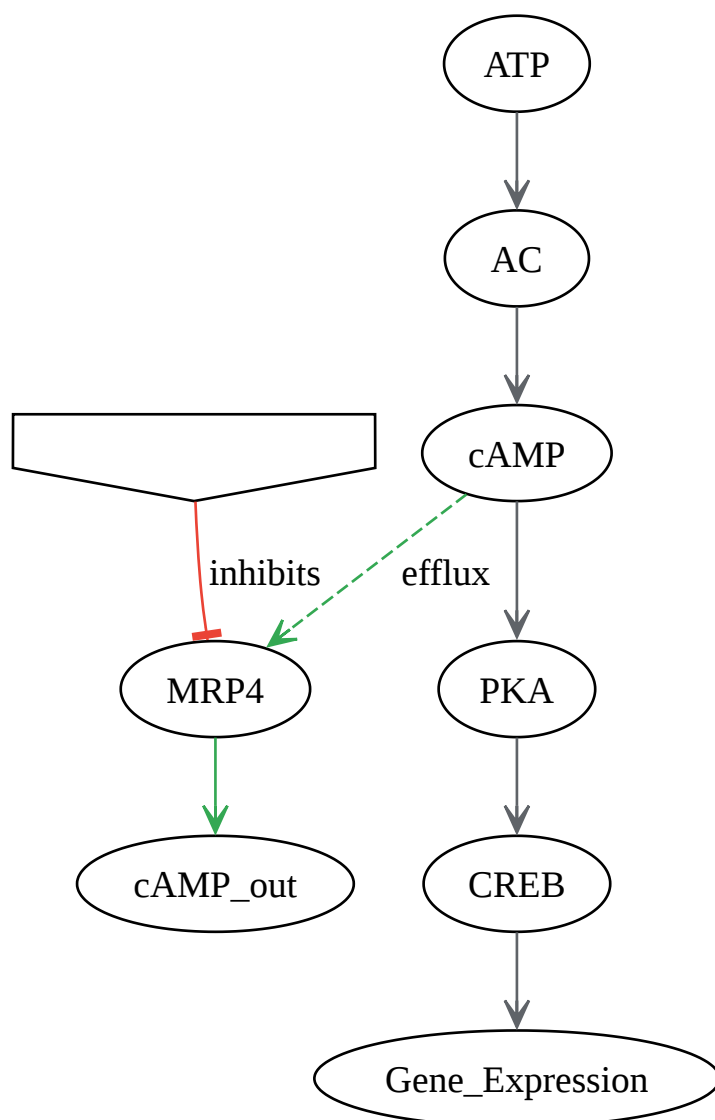 ATP
AC
cAMP
inhibits
efflux
MRP4
PKA
cAMP_out
CREB
Gene_Expression